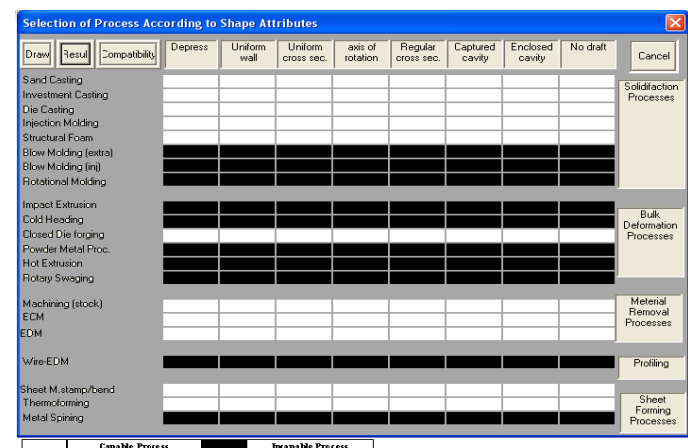 Selection of Process According to Shape Attributes
Draw Resul Compatibility Depress Uniform wall Uniform cross sec. axis of rotation Regular cross sec. Captured cavity Enclosed cavity No draft Cancel
Sand Casting
Investment Casting
Die Casting
Injection Molding
Structural Foam
Blow Molding (extra)
Blow Molding (inj)
Rotational Molding
Solidifaction
Processes
Impact Extrusion
Cold Heading
Closed Die forging
Powder Metal Proc.
Hot Extrusion
Rotary Swaging
Bulk
Deformation
Processes
Machining (stock)
ECM
EDM
Meterial
Removal
Processes
Wire-EDM
Profiling
Sheet M.stamp/bend
Thermoforming
Metal Spining
Sheet
Forming
Processes
Capable Process Incapable Process